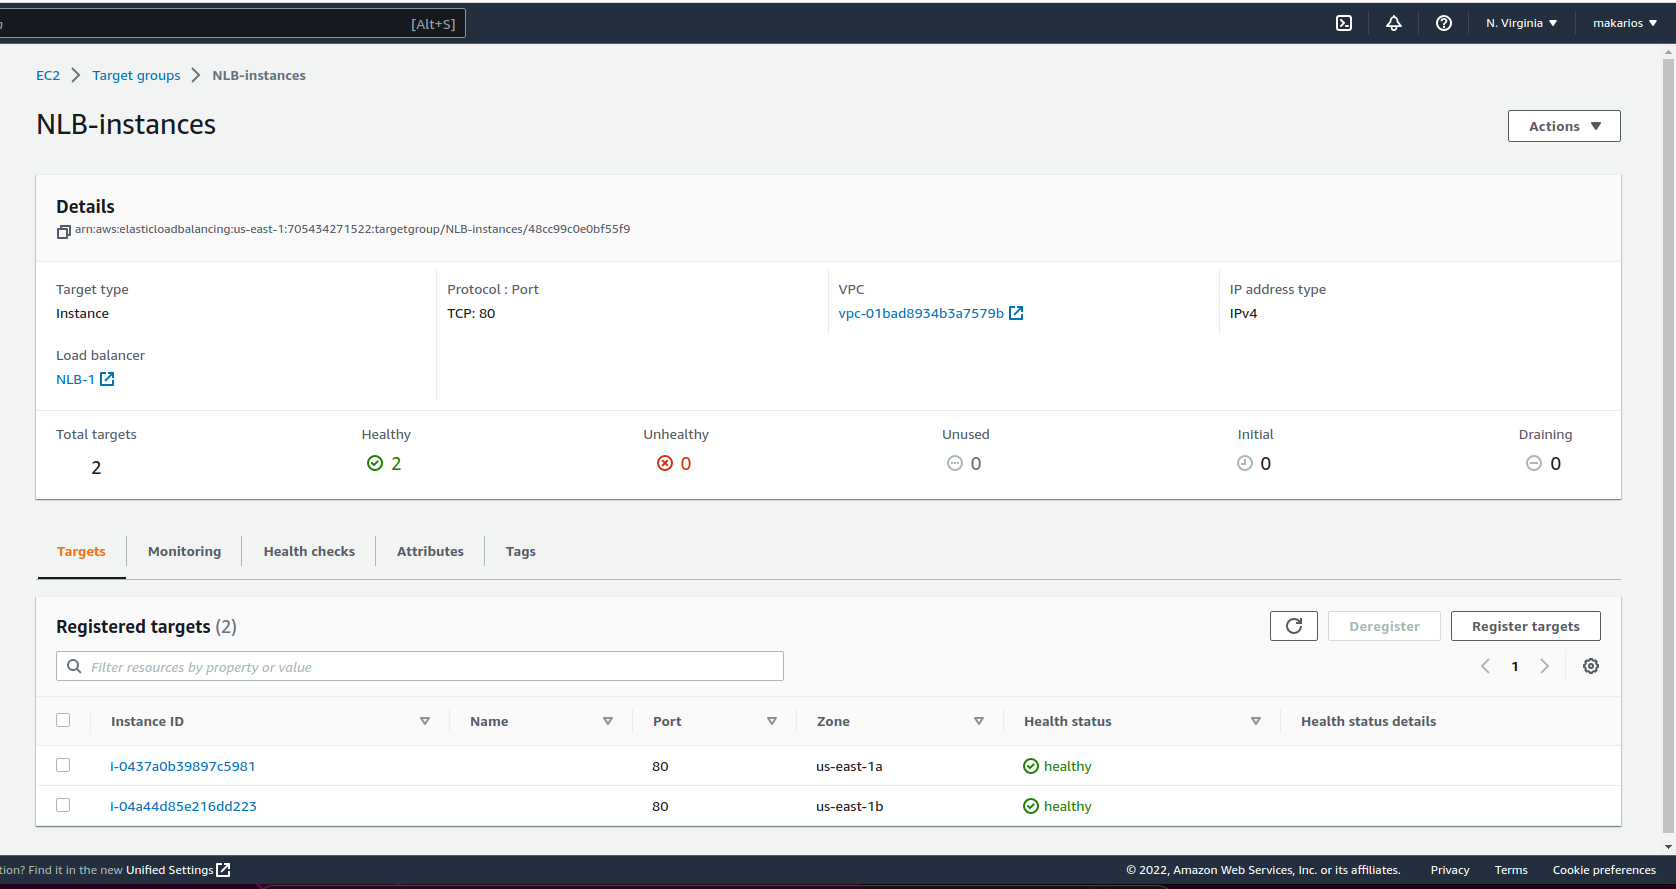 [Alt+S]
N. Virginia
makarios
EC2 > Target groups > NLB-instances
NLB-instances
Actions
Details
arn:aws:elasticloadbalancing:us-east-1:705434271522:targetgroup/NLB-instances/48cc99c0e0bf55f9
Target type
Instance
Protocol : Port
TCP: 80
VPC
vpc-01bad8934b3a7579b
IP address type
IPv4
Load balancer
NLB-1
Total targets
2
Healthy
2
Unhealthy
0
Unused
0
Initial
0
Draining
0
Targets
Monitoring
Health checks
Attributes
Tags
Registered targets (2)
Deregister
Register targets
Filter resources by property or value
1
Instance ID Name Port Zone Health status Health status details
i-0437a0b39897c5981 80 us-east-1a healthy
i-04a44d85e216dd223 80 us-east-1b healthy
tion? Find it in the new Unified Settings
© 2022, Amazon Web Services, Inc. or its affiliates. Privacy Terms Cookie preferences